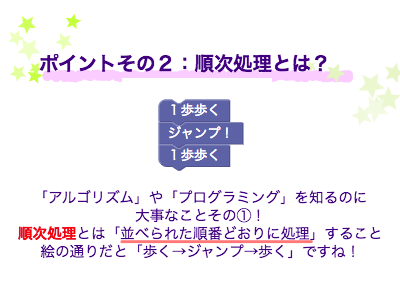 ポイントその２：順次処理とは？
１歩歩く
ジャンプ！
１歩歩く
「アルゴリズム」や「プログラミング」を知るのに
大事なことその①！
順次処理とは「並べられた順番どおりに処理」すること
絵の通りだと「歩く→ジャンプ→歩く」ですね！